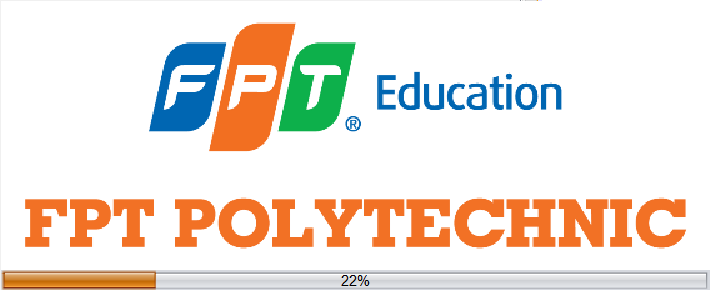 FPT® Education
FPT POLYTECHNIC
22%